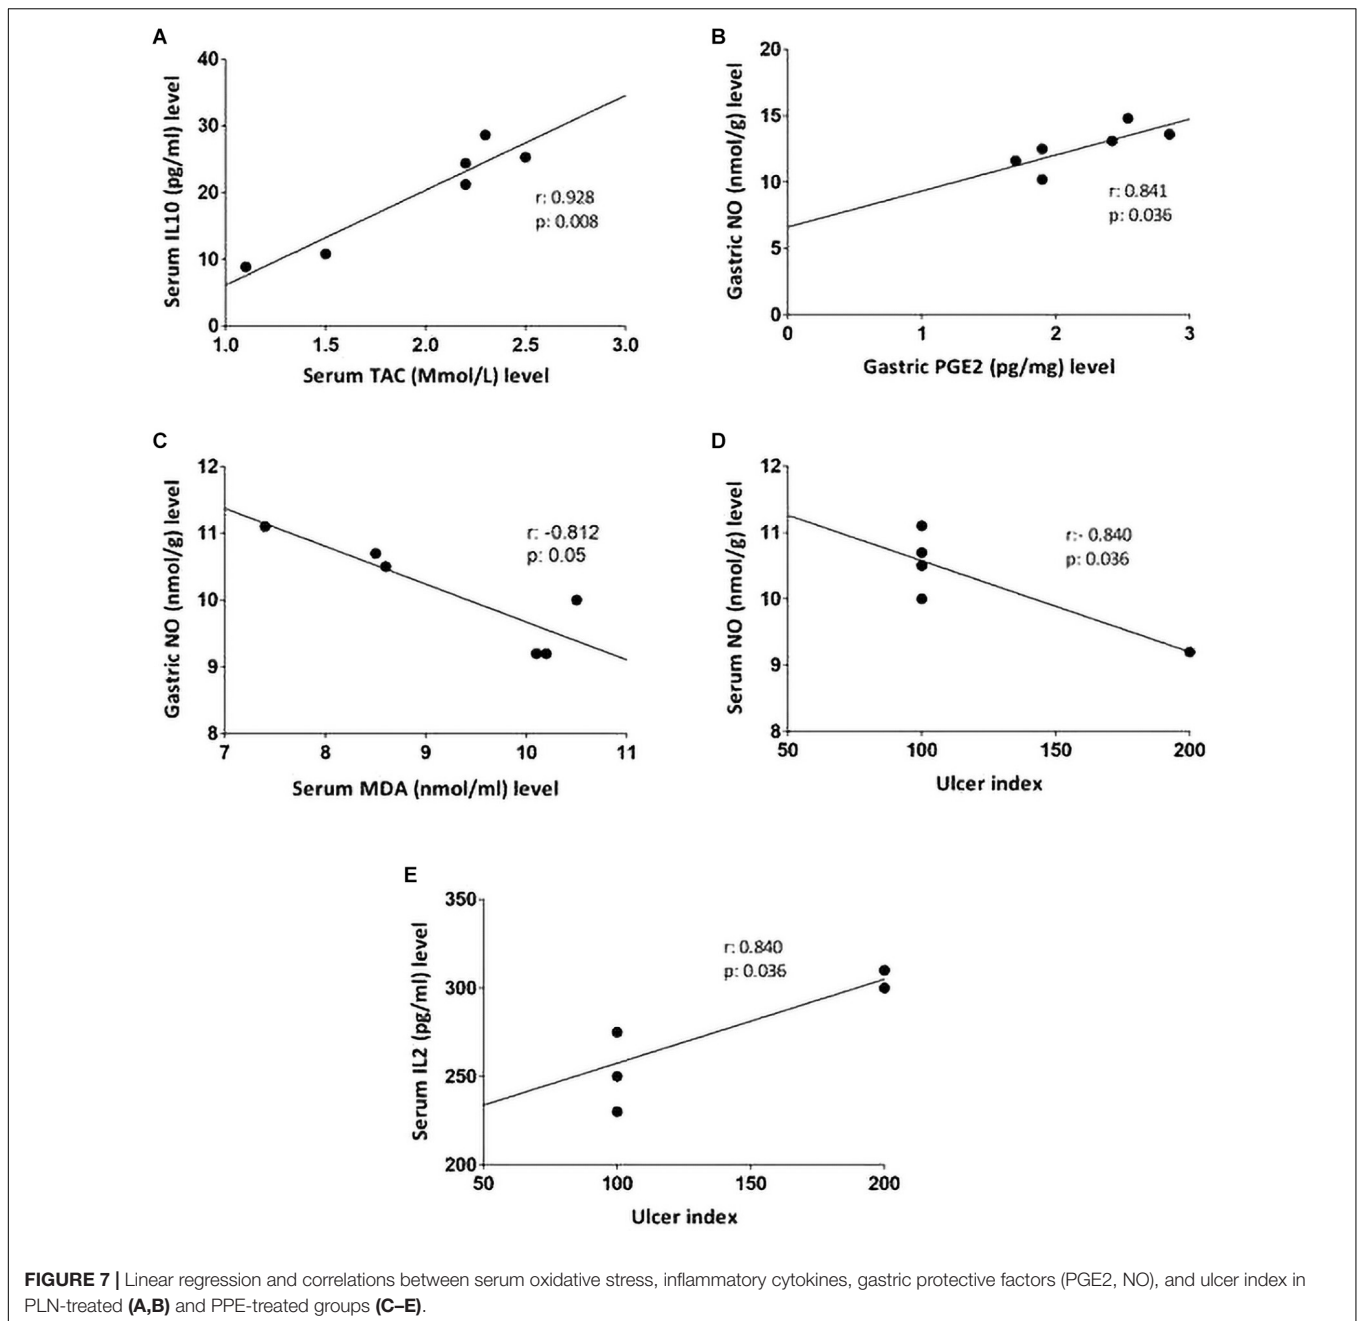 A
40
30
20
10
0
1.0 1.5 2.0 2.5 3.0
Serum IL10 (pg/ml) level
Serum TAC (Mmol/L) level
r: 0.928
p: 0.008
B
20
15
10
5
0
0 1 2 3
Gastric NO (nmol/g) level
Gastric PGE2 (pg/mg) level
r: 0.841
p: 0.036
C
12
11
10
9
8
7 8 9 10 11
Gastric NO (nmol/g) level
Serum MDA (nmol/ml) level
r: -0.812
p: 0.05
D
12
11
10
9
8
50 100 150 200
Serum NO (nmol/g) level
Ulcer index
r:- 0.840
p: 0.036
E
350
300
250
200
50 100 150 200
Serum IL2 (pg/ml) level
Ulcer index
r: 0.840
p: 0.036
FIGURE 7 | Linear regression and correlations between serum oxidative stress, inflammatory cytokines, gastric protective factors (PGE2, NO), and ulcer index in
PLN-treated (A,B) and PPE-treated groups (C–E).